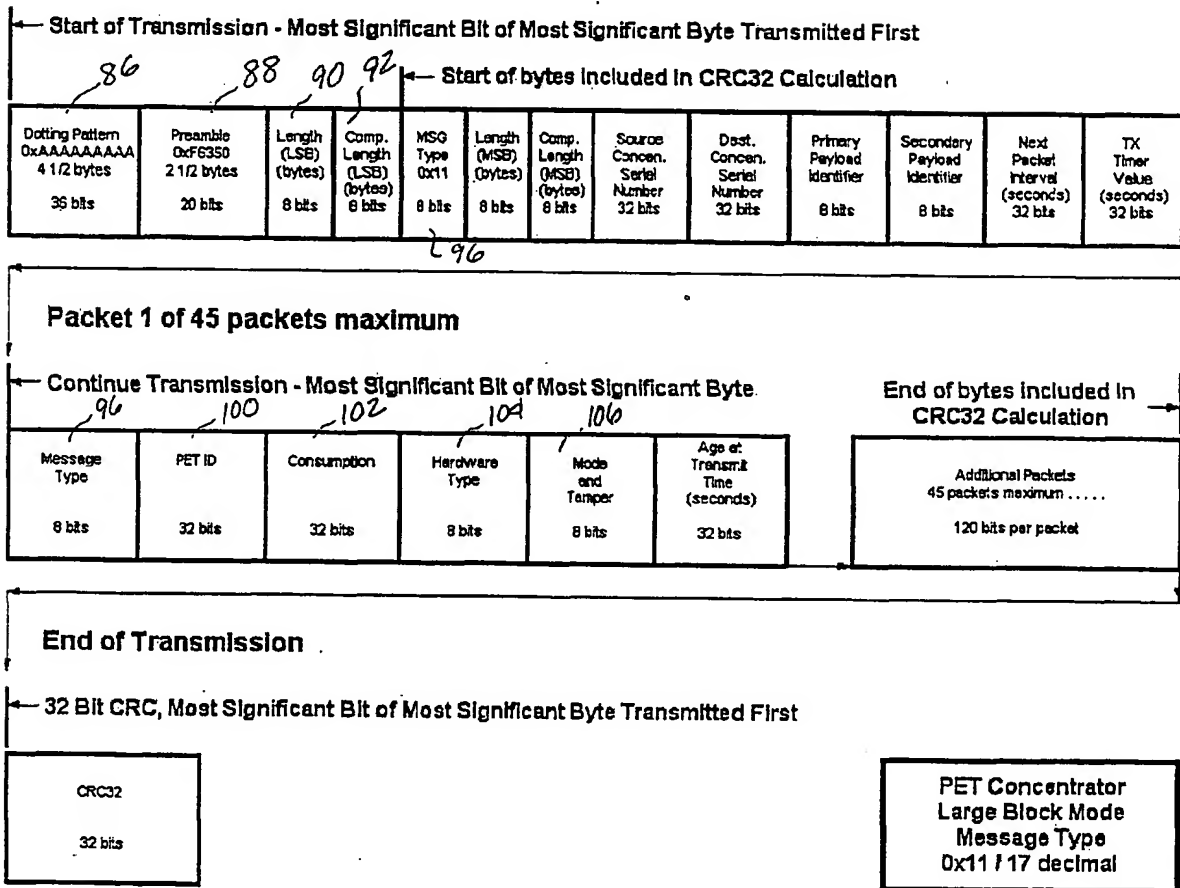 Start of Transmission - Most Significant Bit of Most Significant Byte Transmitted First
86
88
90
92
Start of bytes included in CRC32 Calculation
Dotting Pattern
0xAAAAAAAAA
4 1/2 bytes
36 bits
Preamble
0xF6350
2 1/2 bytes
20 bits
Length
(LSB)
(bytes)
8 bits
Comp.
Length
(LSB)
(bytes)
8 bits
MSG
Type
0x11
8 bits
Length
(MSB)
(bytes)
8 bits
Comp.
Length
(MSB)
(bytes)
8 bits
Source
Concen.
Serial
Number
32 bits
Dest.
Concen.
Serial
Number
32 bits
Primary
Payload
Identifier
8 bits
Secondary
Payload
Identifier
8 bits
Next
Packet
Interval
(seconds)
32 bits
TX
Timer
Value
(seconds)
32 bits
96
Packet 1 of 45 packets maximum
Continue Transmission - Most Significant Bit of Most Significant Byte
End of bytes included in
CRC32 Calculation
96
100
102
104
106
Message
Type
8 bits
PET ID
32 bits
Consumption
32 bits
Hardware
Type
8 bits
Mode
and
Tamper
8 bits
Age at
Transmit
Time
(seconds)
32 bits
Additional Packets
45 packets maximum .....
120 bits per packet
End of Transmission
32 Bit CRC, Most Significant Bit of Most Significant Byte Transmitted First
CRC32
32 bits
PET Concentrator
Large Block Mode
Message Type
0x11 / 17 decimal